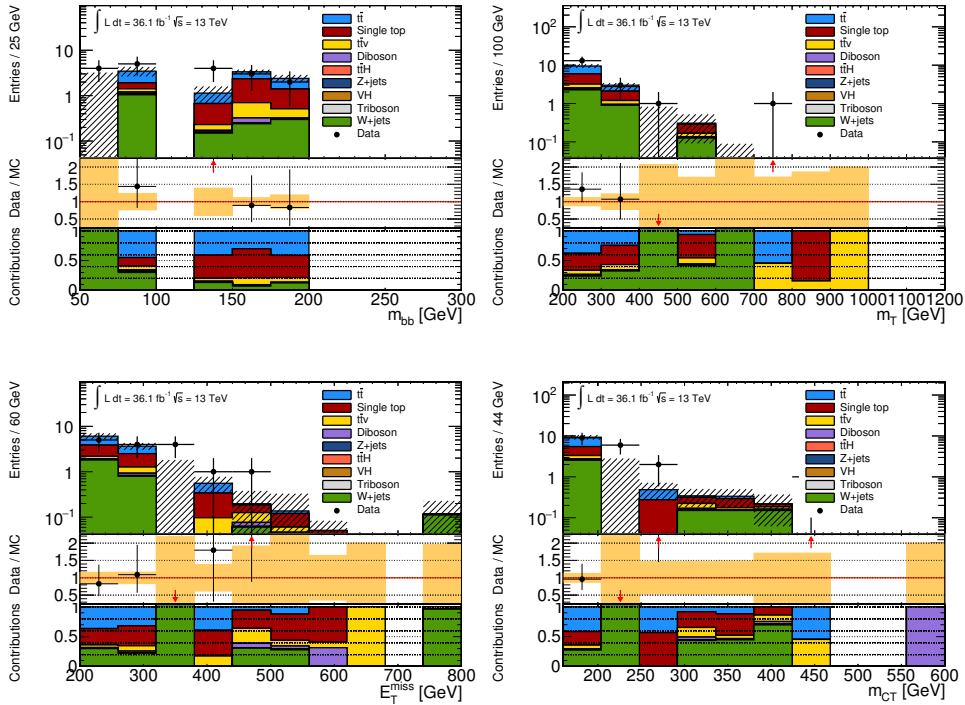 Entries / 25 GeV
∫ L dt = 36.1 fb⁻¹ √s = 13 TeV
tt̄
Single top
tt̄v
Diboson
tt̄H
Z+jets
VH
Triboson
W+jets
Data
10
1
10⁻¹
Data / MC
2
1.5
1
0.5
Contributions
1
0.5
0
50 100 150 200 250 300
m_bb [GeV]
Entries / 100 GeV
∫ L dt = 36.1 fb⁻¹ √s = 13 TeV
tt̄
Single top
tt̄v
Diboson
tt̄H
Z+jets
VH
Triboson
W+jets
Data
10²
10
1
10⁻¹
Data / MC
2
1.5
1
0.5
Contributions
1
0.5
0
200 300 400 500 600 700 800 900 1000 1100 1200
m_T [GeV]
Entries / 60 GeV
∫ L dt = 36.1 fb⁻¹ √s = 13 TeV
tt̄
Single top
tt̄v
Diboson
Z+jets
tt̄H
VH
Triboson
W+jets
Data
10
1
10⁻¹
Data / MC
2
1.5
1
0.5
Contributions
1
0.5
0
200 300 400 500 600 700 800
E_T^miss [GeV]
Entries / 44 GeV
∫ L dt = 36.1 fb⁻¹ √s = 13 TeV
tt̄
Single top
tt̄v
Diboson
Z+jets
tt̄H
VH
Triboson
W+jets
Data
10²
10
1
10⁻¹
Data / MC
2
1.5
1
0.5
Contributions
1
0.5
0
200 250 300 350 400 450 500 550 600
m_CT [GeV]